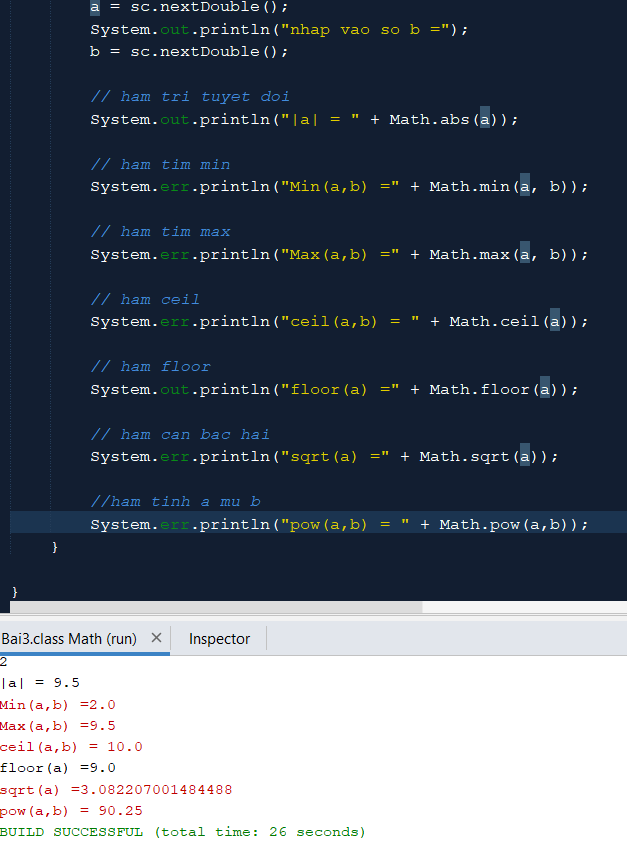 a = sc.nextDouble();
System.out.println("nhap vao so b =");
b = sc.nextDouble();
// ham tri tuyet doi
System.out.println("|a| = " + Math.abs(a));
// ham tim min
System.err.println("Min(a,b) =" + Math.min(a, b));
// ham tim max
System.err.println("Max(a,b) =" + Math.max(a, b));
// ham ceil
System.err.println("ceil(a,b) = " + Math.ceil(a));
// ham floor
System.out.println("floor(a) =" + Math.floor(a));
// ham can bac hai
System.err.println("sqrt(a) =" + Math.sqrt(a));
//ham tinh a mu b
System.err.println("pow(a,b) = " + Math.pow(a,b));
}
}
Bai3.class Math (run) × Inspector
2
|a| = 9.5
Min(a,b) =2.0
Max(a,b) =9.5
ceil(a,b) = 10.0
floor(a) =9.0
sqrt(a) =3.082207001484488
pow(a,b) = 90.25
BUILD SUCCESSFUL (total time: 26 seconds)